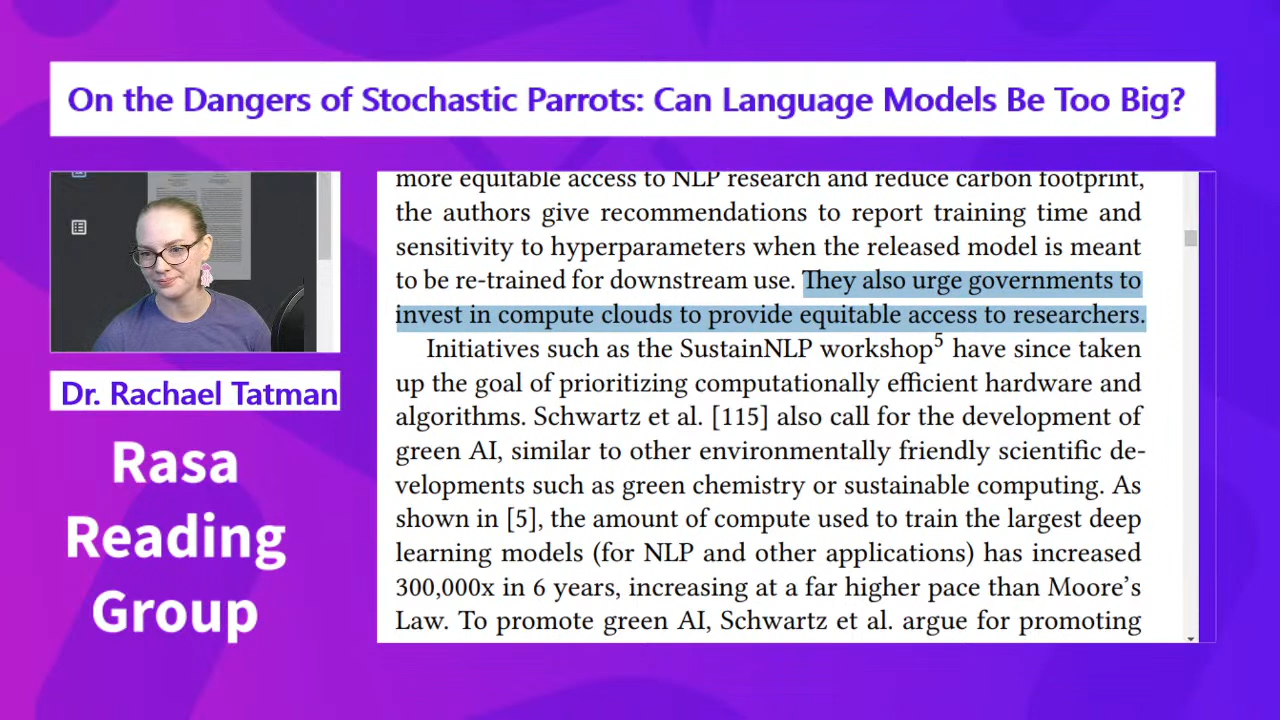 On the Dangers of Stochastic Parrots: Can Language Models Be Too Big?
Dr. Rachael Tatman
Rasa
Reading
Group
more equitable access to NLP research and reduce carbon footprint,
the authors give recommendations to report training time and
sensitivity to hyperparameters when the released model is meant
to be re-trained for downstream use. They also urge governments to
invest in compute clouds to provide equitable access to researchers.
Initiatives such as the SustainNLP workshop5 have since taken
up the goal of prioritizing computationally efficient hardware and
algorithms. Schwartz et al. [115] also call for the development of
green AI, similar to other environmentally friendly scientific de-
velopments such as green chemistry or sustainable computing. As
shown in [5], the amount of compute used to train the largest deep
learning models (for NLP and other applications) has increased
300,000x in 6 years, increasing at a far higher pace than Moore's
Law. To promote green AI, Schwartz et al. argue for promoting